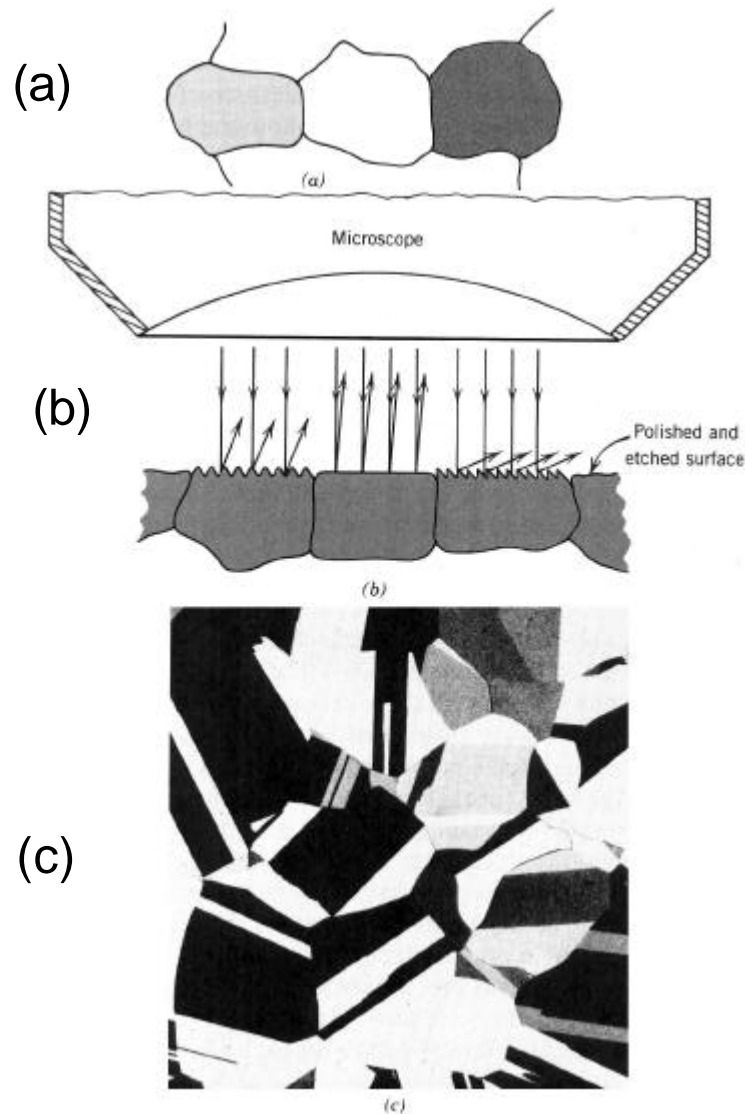 (a)
(a)
Microscope
(b)
Polished and
etched surface
(b)
(c)
(c)